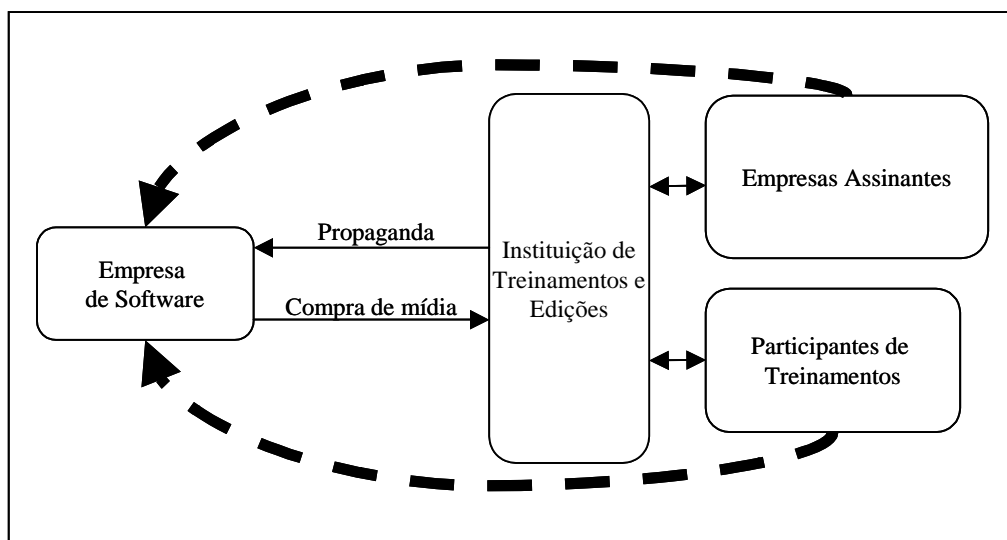 Empresas Assinantes
Propaganda
Empresa
de Software
Compra de mídia
Instituição de
Treinamentos e
Edições
Participantes de
Treinamentos